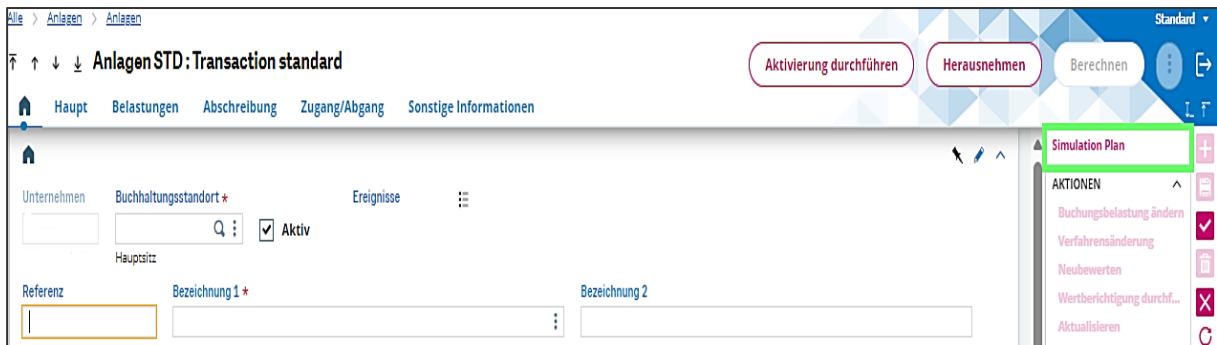 Alle > Anlagen > Anlagen
Standard
Anlagen STD : Transaction standard
Aktivierung durchführen
Herausnehmen
Berechnen
Haupt Belastungen Abschreibung Zugang/Abgang Sonstige Informationen
Simulation Plan
AKTIONEN
Unternehmen Buchhaltungsstandort * Ereignisse
Aktiv
Hauptsitz
Referenz Bezeichnung 1 * Bezeichnung 2
Buchungsbelastung ändern
Verfahrensänderung
Neubewerten
Wertberichtigung durchf...
Aktualisieren